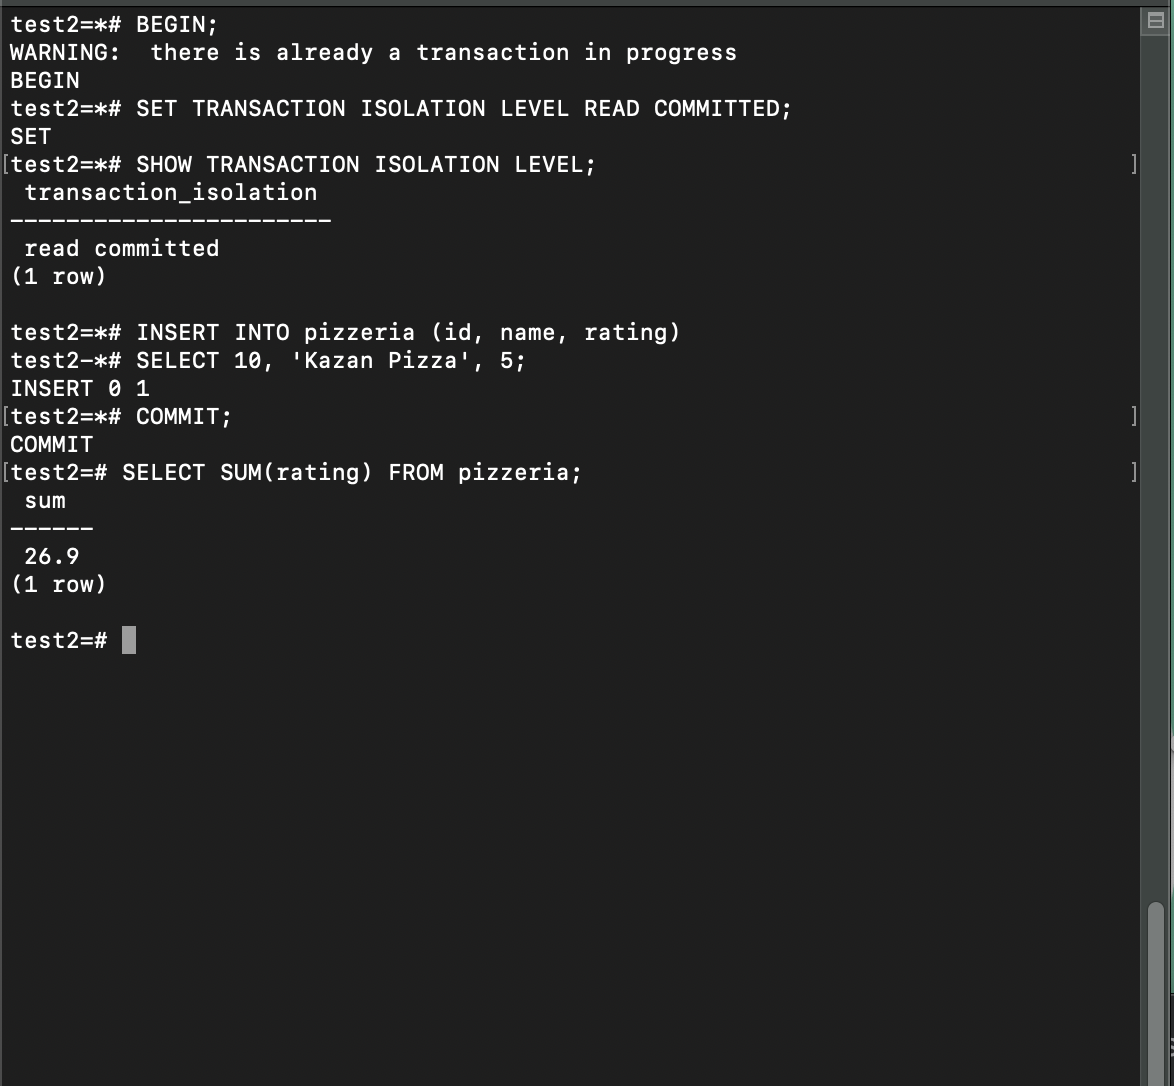 test2=*# BEGIN;
WARNING:  there is already a transaction in progress
BEGIN
test2=*# SET TRANSACTION ISOLATION LEVEL READ COMMITTED;
SET
[test2=*# SHOW TRANSACTION ISOLATION LEVEL; ]
 transaction_isolation
-----------------------
 read committed
(1 row)

test2=*# INSERT INTO pizzeria (id, name, rating)
test2-*# SELECT 10, 'Kazan Pizza', 5;
INSERT 0 1
[test2=*# COMMIT; ]
COMMIT
[test2=# SELECT SUM(rating) FROM pizzeria; ]
 sum
------
 26.9
(1 row)

test2=#